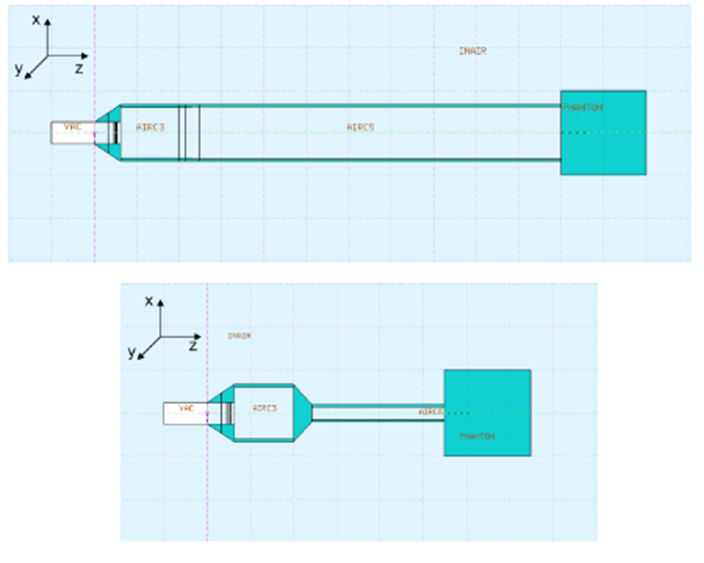 x
INAIR
y
z
PHANTOM
VAC
AIRC3
AIRC5
x
INAIR
y
z
VAC
AIRC3
AIRC5
PHANTOM